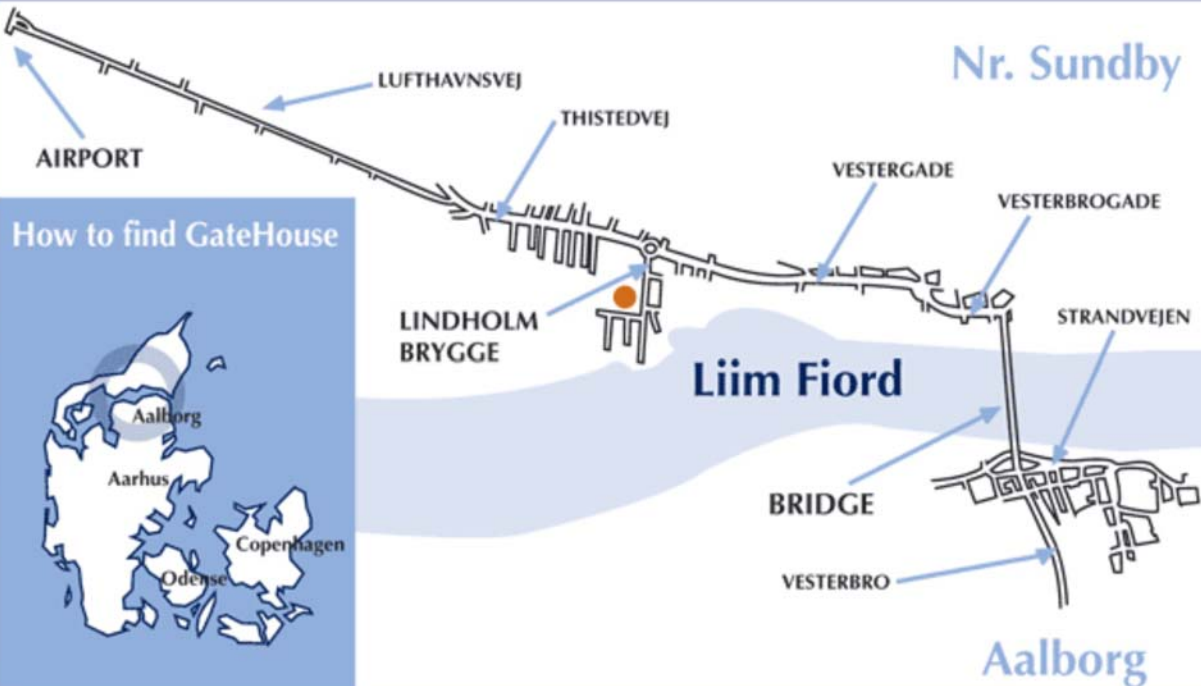 Nr. Sundby
LUFTHAVNSVEJ
THISTEDVEJ
AIRPORT
VESTERGADE
VESTERBROGADE
How to find GateHouse
LINDHOLM
BRYGGE
STRANDVEJEN
Liim Fiord
Aalborg
Aarhus
BRIDGE
Copenhagen
Odense
VESTERBRO
Aalborg